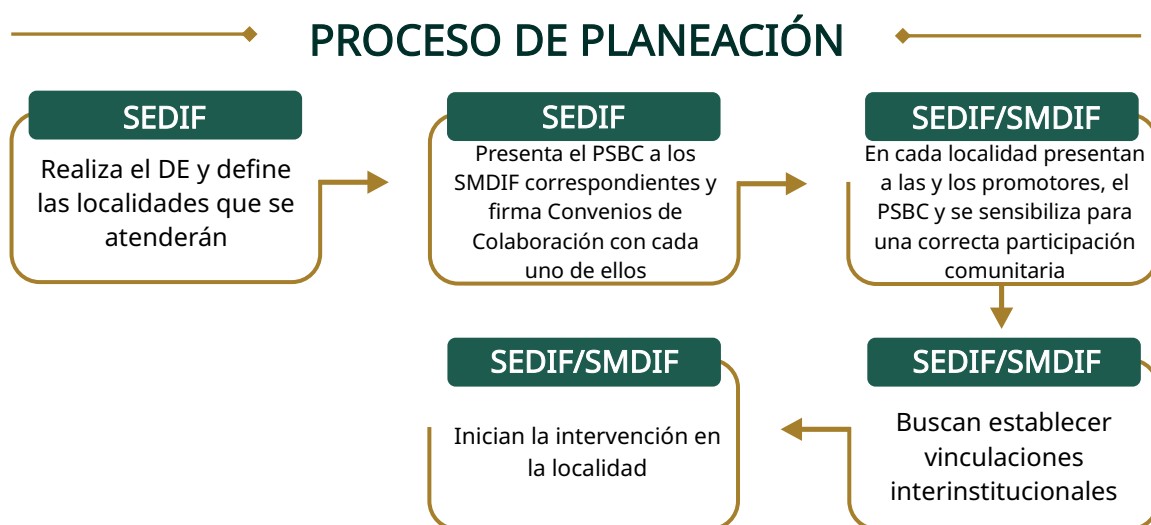 PROCESO DE PLANEACIÓN
SEDIF
Realiza el DE y define
las localidades que se
atenderán
SEDIF
Presenta el PSBC a los
SMDIF correspondientes y
firma Convenios de
Colaboración con cada
uno de ellos
SEDIF/SMDIF
En cada localidad presentan
a las y los promotores, el
PSBC y se sensibiliza para
una correcta participación
comunitaria
SEDIF/SMDIF
Buscan establecer
vinculaciones
interinstitucionales
SEDIF/SMDIF
Inician la intervención en
la localidad